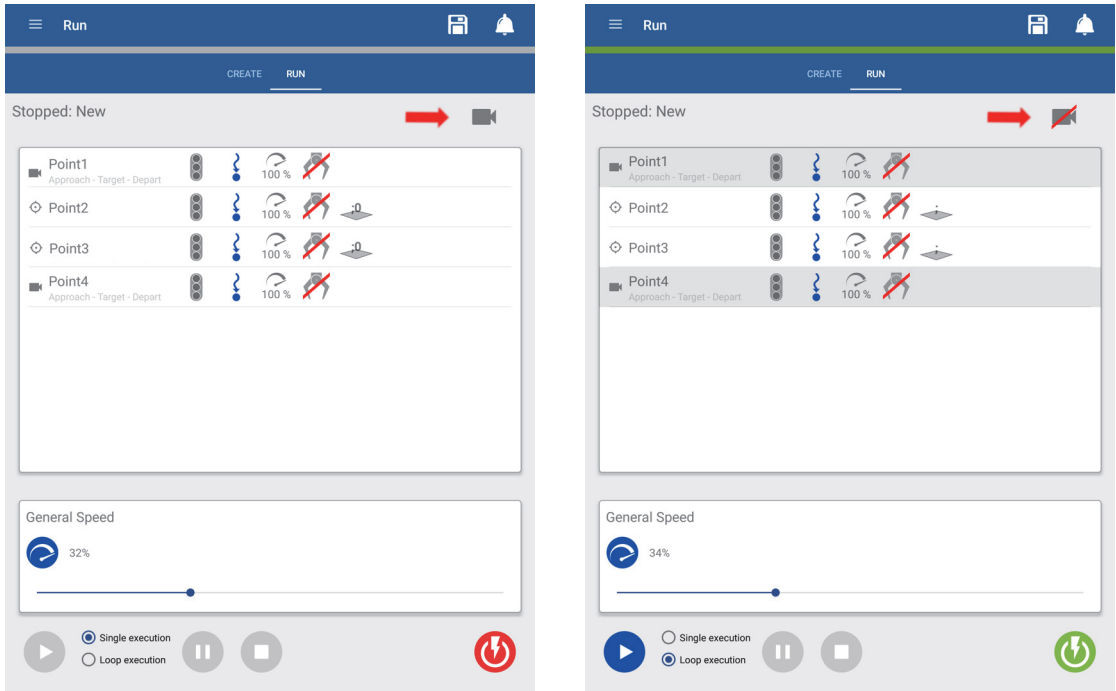 Run
CREATE RUN
Stopped: New
Point1
Approach - Target - Depart
100 %
Point2
100 %
;0
Point3
100 %
;0
Point4
Approach - Target - Depart
100 %
General Speed
32%
Single execution
Loop execution
Run
CREATE RUN
Stopped: New
Point1
Approach - Target - Depart
100 %
Point2
100 %
;
Point3
100 %
;
Point4
Approach - Target - Depart
100 %
General Speed
34%
Single execution
Loop execution